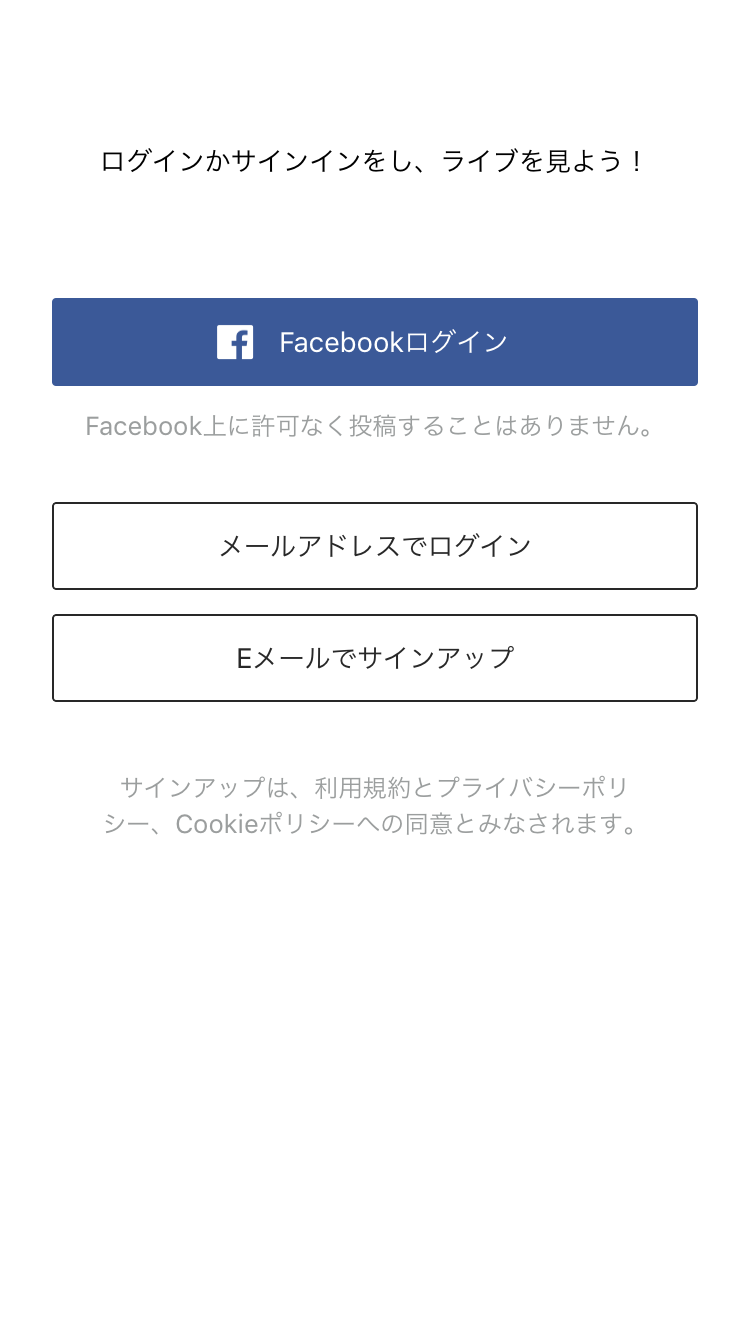 ログインかサインインをし、ライブを見よう！
Facebookログイン
Facebook上に許可なく投稿することはありません。
メールアドレスでログイン
Eメールでサインアップ
サインアップは、利用規約とプライバシーポリ
シー、Cookieポリシーへの同意とみなされます。